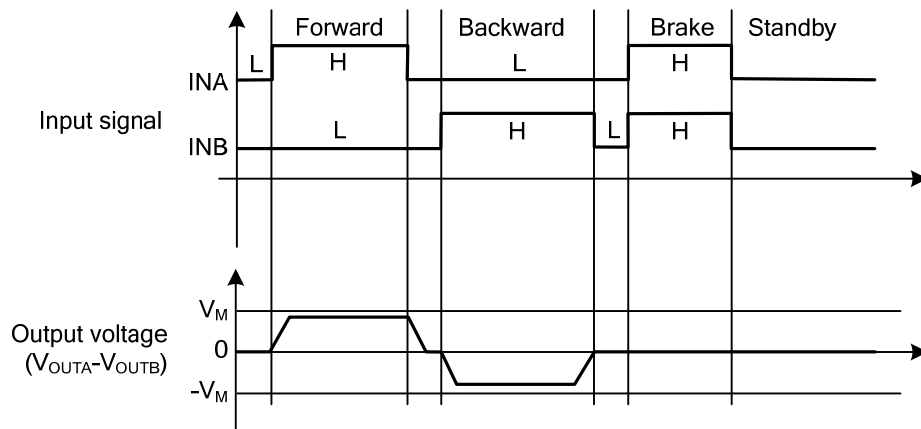 Forward Backward Brake Standby
L H L H
INA
Input signal
L H L H
INB
V_M
Output voltage
(V_OUTA-V_OUTB)
0
-V_M